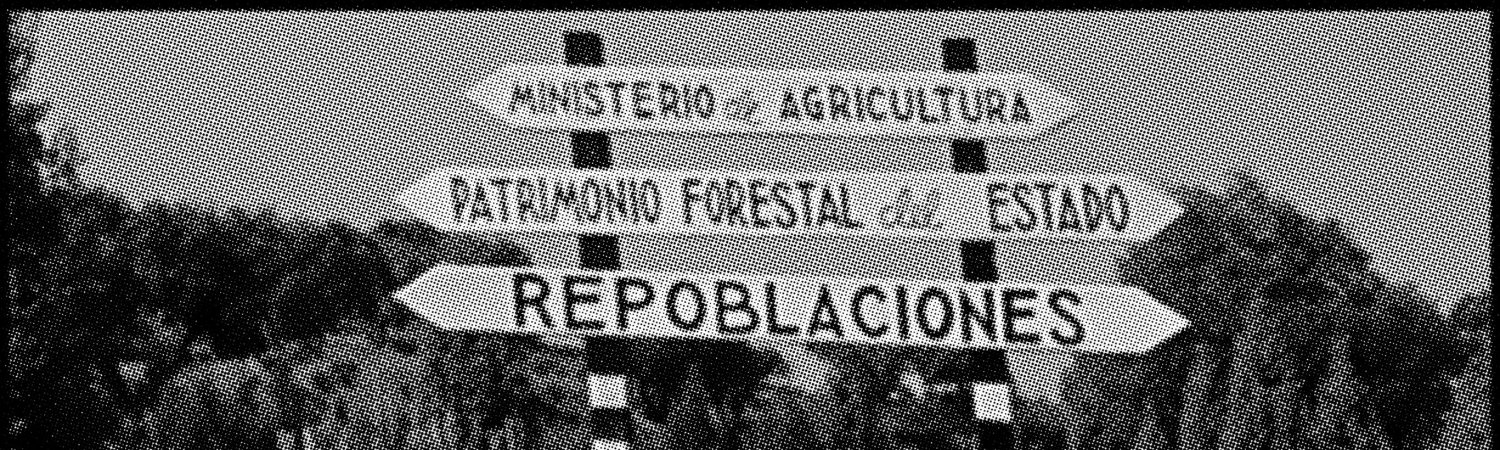 MINISTERIO de AGRICULTURA
PATRIMONIO FORESTAL del ESTADO
REPOBLACIONES